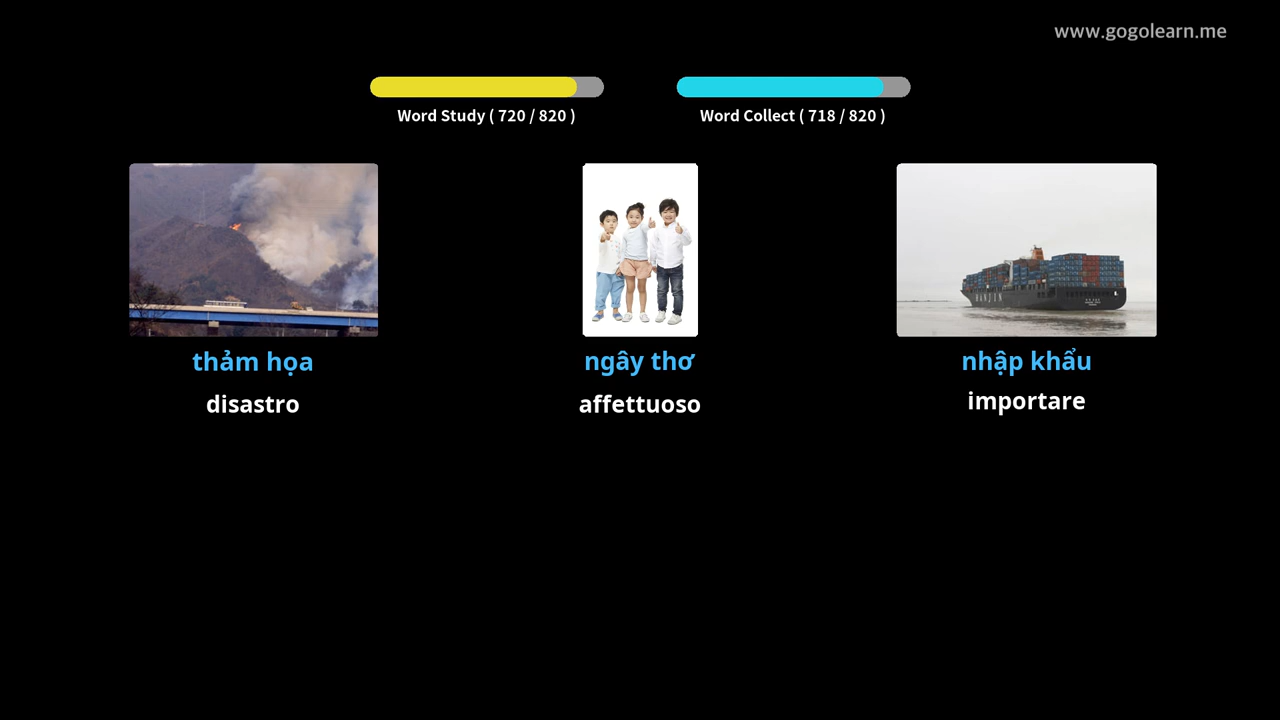 www.gogolearn.me
Word Study ( 720 / 820 )
Word Collect ( 718 / 820 )
HANJIN
thảm họa
ngây thơ
nhập khẩu
disastro
affettuoso
importare